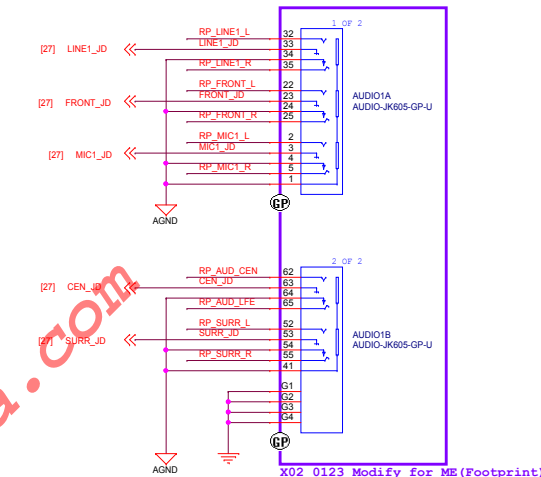 1 OF 2
RP_LINE1_L 32
[27] LINE1_JD LINE1_JD 33
34
RP_LINE1_R 35
RP_FRONT_L 22
[27] FRONT_JD FRONT_JD 23
24
RP_FRONT_R 25
AUDIO1A
AUDIO-JK605-GP-U
RP_MIC1_L 2
[27] MIC1_JD MIC1_JD 3
4
RP_MIC1_R 5
1
GP
AGND
2 OF 2
RP_AUD_CEN 62
[27] CEN_JD CEN_JD 63
64
RP_AUD_LFE 65
RP_SURR_L 52
[27] SURR_JD SURR_JD 53
54
RP_SURR_R 55
41
AUDIO1B
AUDIO-JK605-GP-U
G1
G2
G3
G4
GP
AGND
X02 0123 Modify for ME(Footprint)
.com